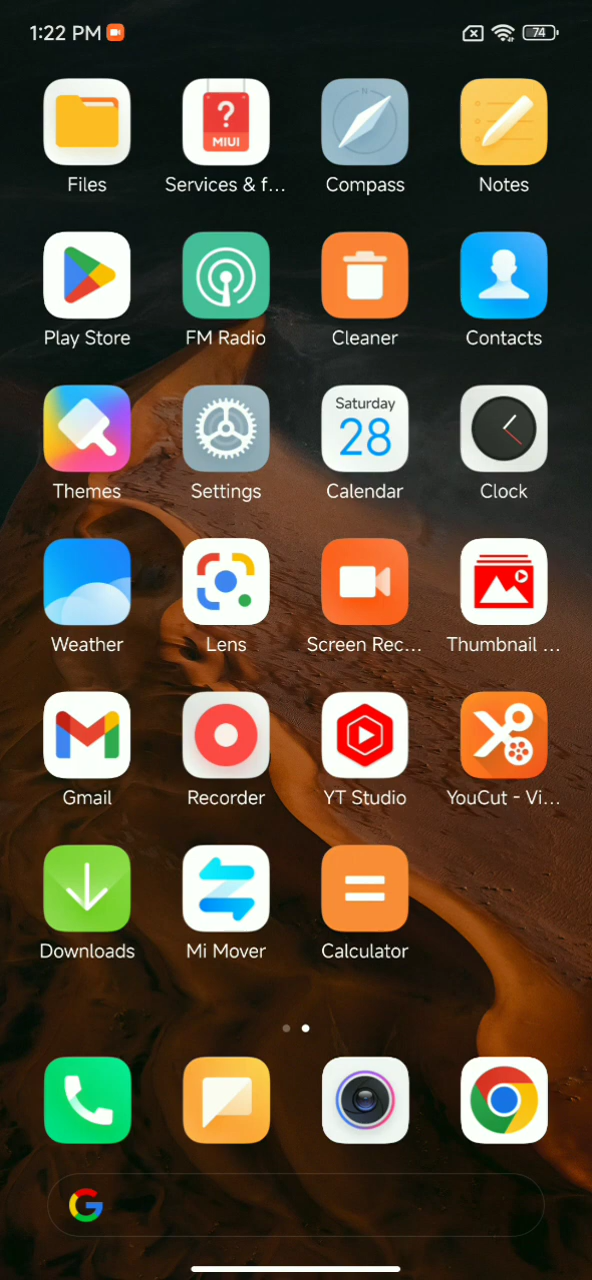 1:22 PM
74
Files
? MIUI
Services & f...
N
Compass
Notes
Play Store
FM Radio
Cleaner
Contacts
Themes
Settings
Saturday
28
Calendar
Clock
Weather
Lens
Screen Rec...
Thumbnail ...
Gmail
Recorder
YT Studio
YouCut - Vi...
Downloads
Mi Mover
Calculator